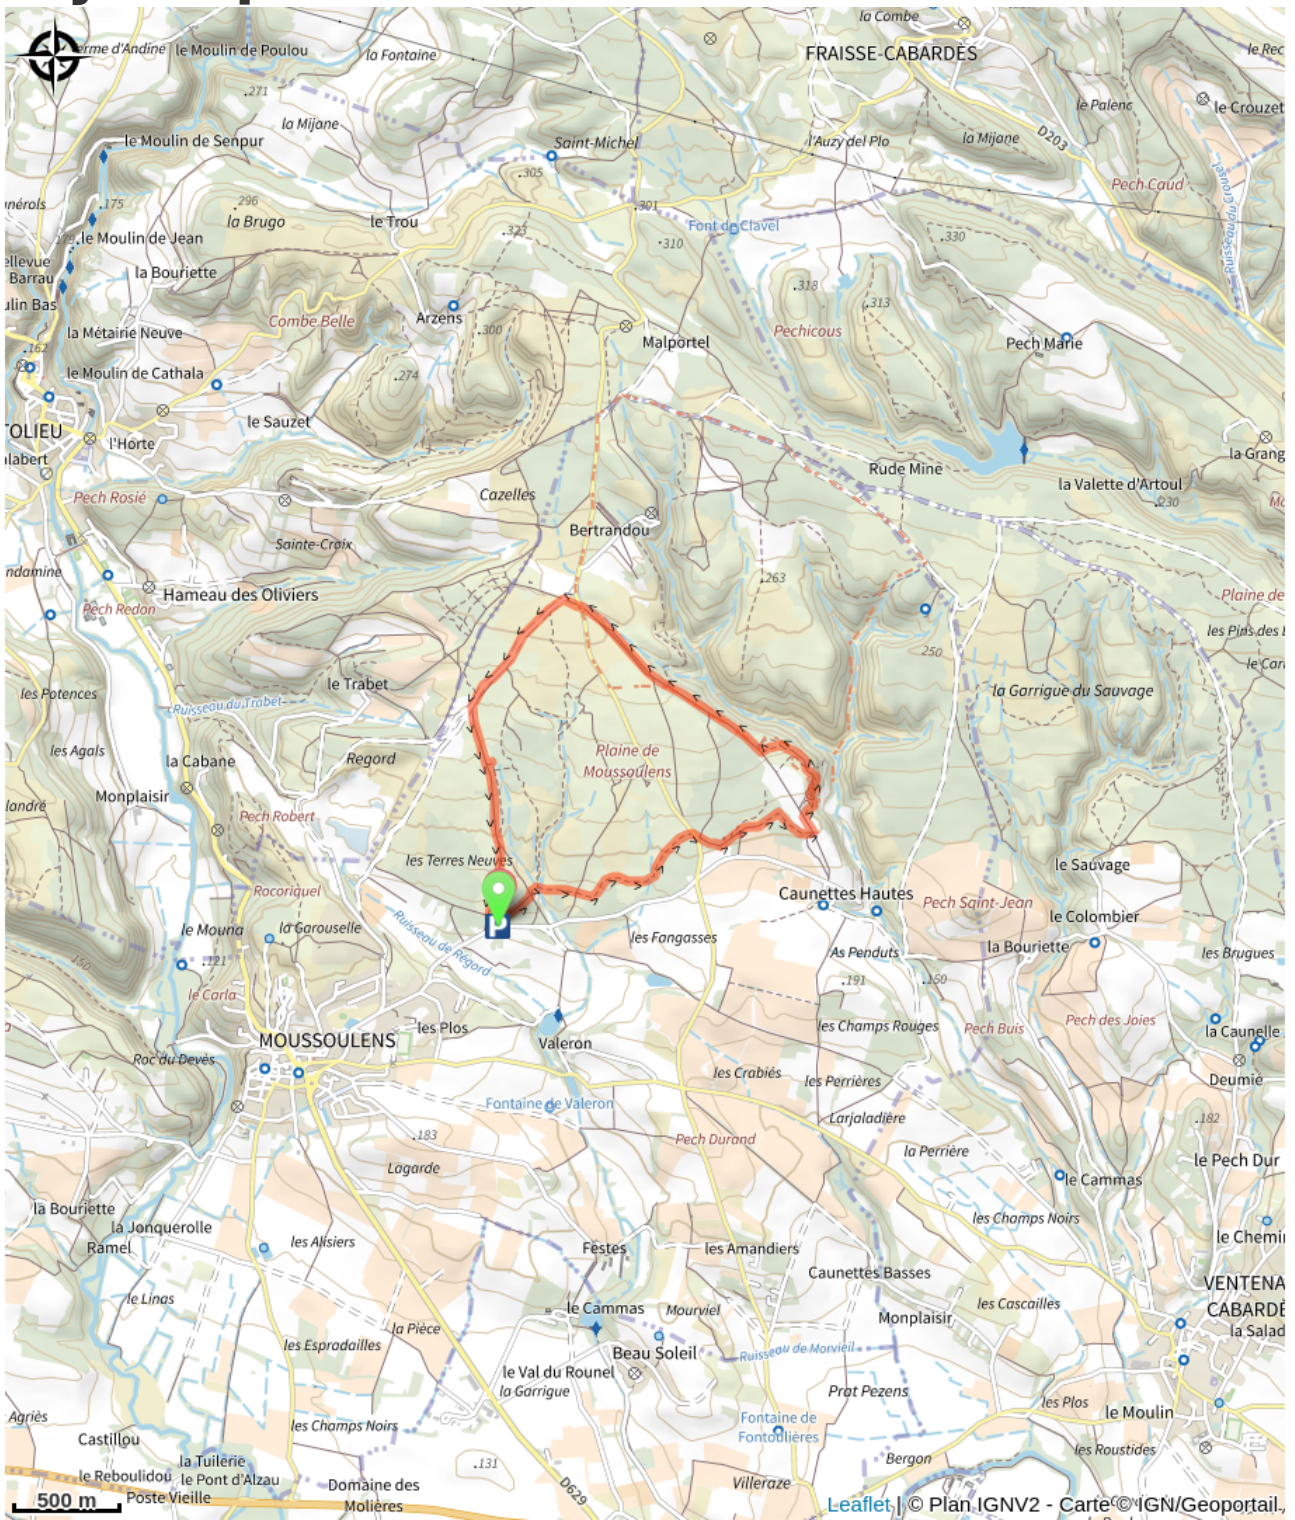 la Combe
FRAISSE-CABARDÈS
erme d'Andine
le Moulin de Poulou
la Fontaine
le Rec
271
le Palenc
le Crouzet
la Mijane
D203
le Moulin de Senpur
Saint-Michel
l'Auzy del Plo
la Mijane
305
Pech Caud
nérols
175
296
la Brugo
le Trou
301
Font de Clavel
323
310
330
179
le Moulin de Jean
ellevue
Barrau
la Bouriette
ulin Bas
318
313
Combe Belle
Arzens
300
Pechicous
la Métairie Neuve
Malportel
Pech Marie
162
le Moulin de Cathala
274
le Sauzet
TOLIEU
l'Horte
alabert
la Grang
Rude Mine
la Valette d'Artoul
Pech Rosié
Cazelles
230
Bertrandou
Sainte-Croix
ndamine
263
Hameau des Oliviers
Pech Redon
Plaine de
250
les Pins des
le Trabet
les Potences
la Garrigue du Sauvage
Ruisseau du Trabet
les Agals
la Cabane
Regord
Plaine de
Moussoulens
Monplaisir
landré
Pech Robert
les Terres Neuves
le Sauvage
Rocoriquel
Caunettes Hautes
Pech Saint-Jean
le Colombier
P
le Mouna
la Garouselle
Ruisseau de Régord
les Fangasses
la Bouriette
As Penduts
les Brugues
150
121
191
150
le Carla
les Champs Rouges
Pech Buis
Pech des Joies
MOUSSOULENS
les Plos
Valeron
la Caunelle
Roc du Devès
les Crabiés
les Perrières
Deumié
Fontaine de Valeron
Larjaladière
182
183
Pech Durand
la Perrière
le Pech Dur
Lagarde
le Cammas
la Bouriette
la Jonquerolle
les Champs Noirs
Ramel
les Alisiers
Festes
les Amandiers
le Chemi
Caunettes Basses
le Linas
VENTENA
CABARDÈ
le Cammas
Mourviel
les Cascailles
la Pièce
Monplaisir
la Salad
les Espradailles
Beau Soleil
Ruisseau de Morviel
le Val du Rounel
la Garrigue
Prat Pezens
les Plos
le Moulin
Agriès
les Champs Noirs
Fontaine de
Fontoulières
Castillou
les Roustides
la Tuilerie
Bergon
131
le Reboulidou
le Pont d'Alzau
Domaine des
Molières
D629
Villeraze
500 m
Poste Vieille
Leaflet | © Plan IGNV2 - Carte © IGN/Geoportail